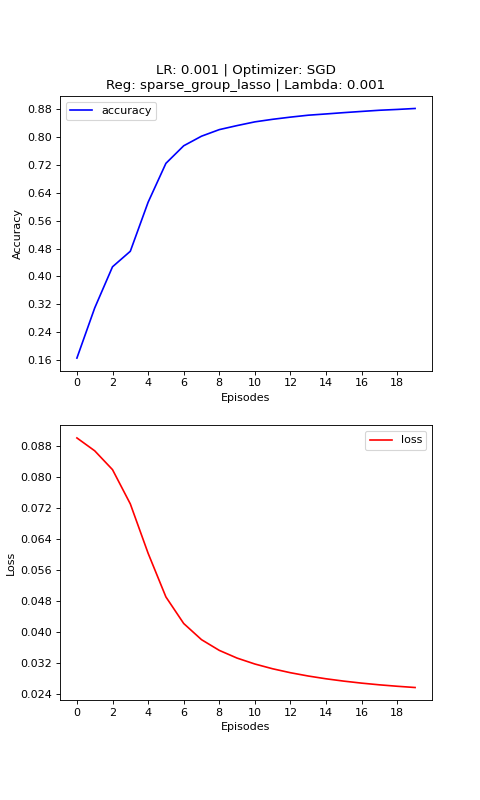 LR: 0.001 | Optimizer: SGD
Reg: sparse_group_lasso | Lambda: 0.001
accuracy
0.88
0.80
0.72
0.64
0.56
0.48
0.40
0.32
0.24
0.16
Accuracy
0 2 4 6 8 10 12 14 16 18
Episodes
loss
0.088
0.080
0.072
0.064
0.056
0.048
0.040
0.032
0.024
Loss
0 2 4 6 8 10 12 14 16 18
Episodes